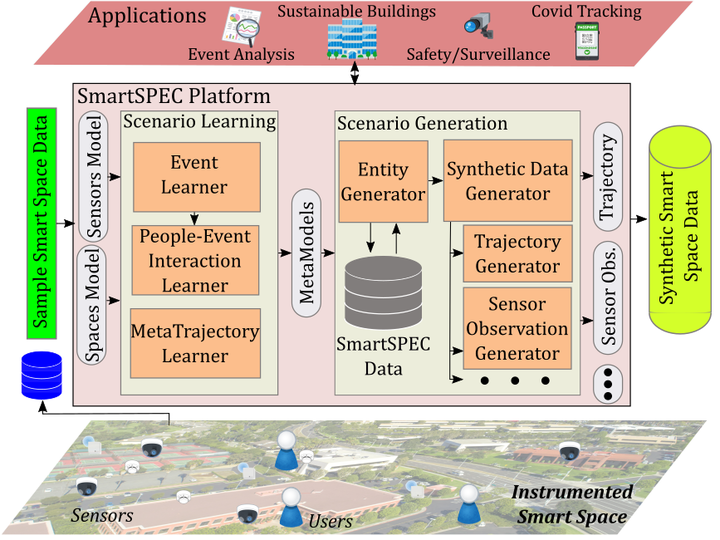 Applications
Sustainable Buildings
Covid Tracking
Event Analysis
Safety/Surveillance
PASSPORT
SmartSPEC Platform
Sample Smart Space Data
Sensors Model
Spaces Model
Scenario Learning
Event
Learner
People-Event
Interaction
Learner
MetaTrajectory
Learner
MetaModels
Scenario Generation
Entity
Generator
Synthetic Data
Generator
Trajectory
Generator
Sensor
Observation
Generator
SmartSPEC
Data
Trajectory
Sensor Obs.
Synthetic Smart
Space Data
Sensors
Users
Instrumented
Smart Space